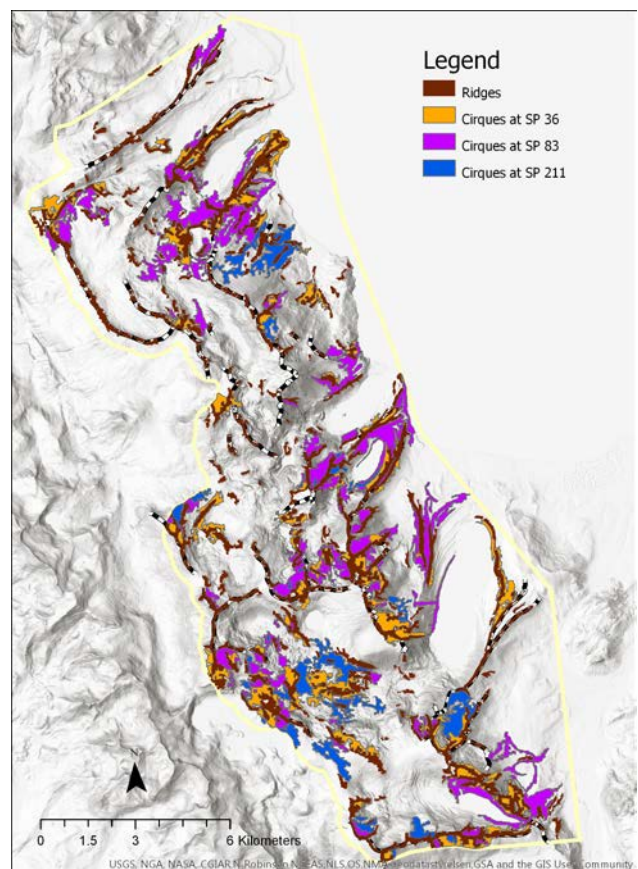 Legend
Ridges
Cirques at SP 36
Cirques at SP 83
Cirques at SP 211
N
0 1.5 3 6 Kilometers
USGS, NGA, NASA, CGIAR, N Robinson, NCEAS, NLS, OS, NMA, Geodatastyrelsen, GSA and the GIS User Community